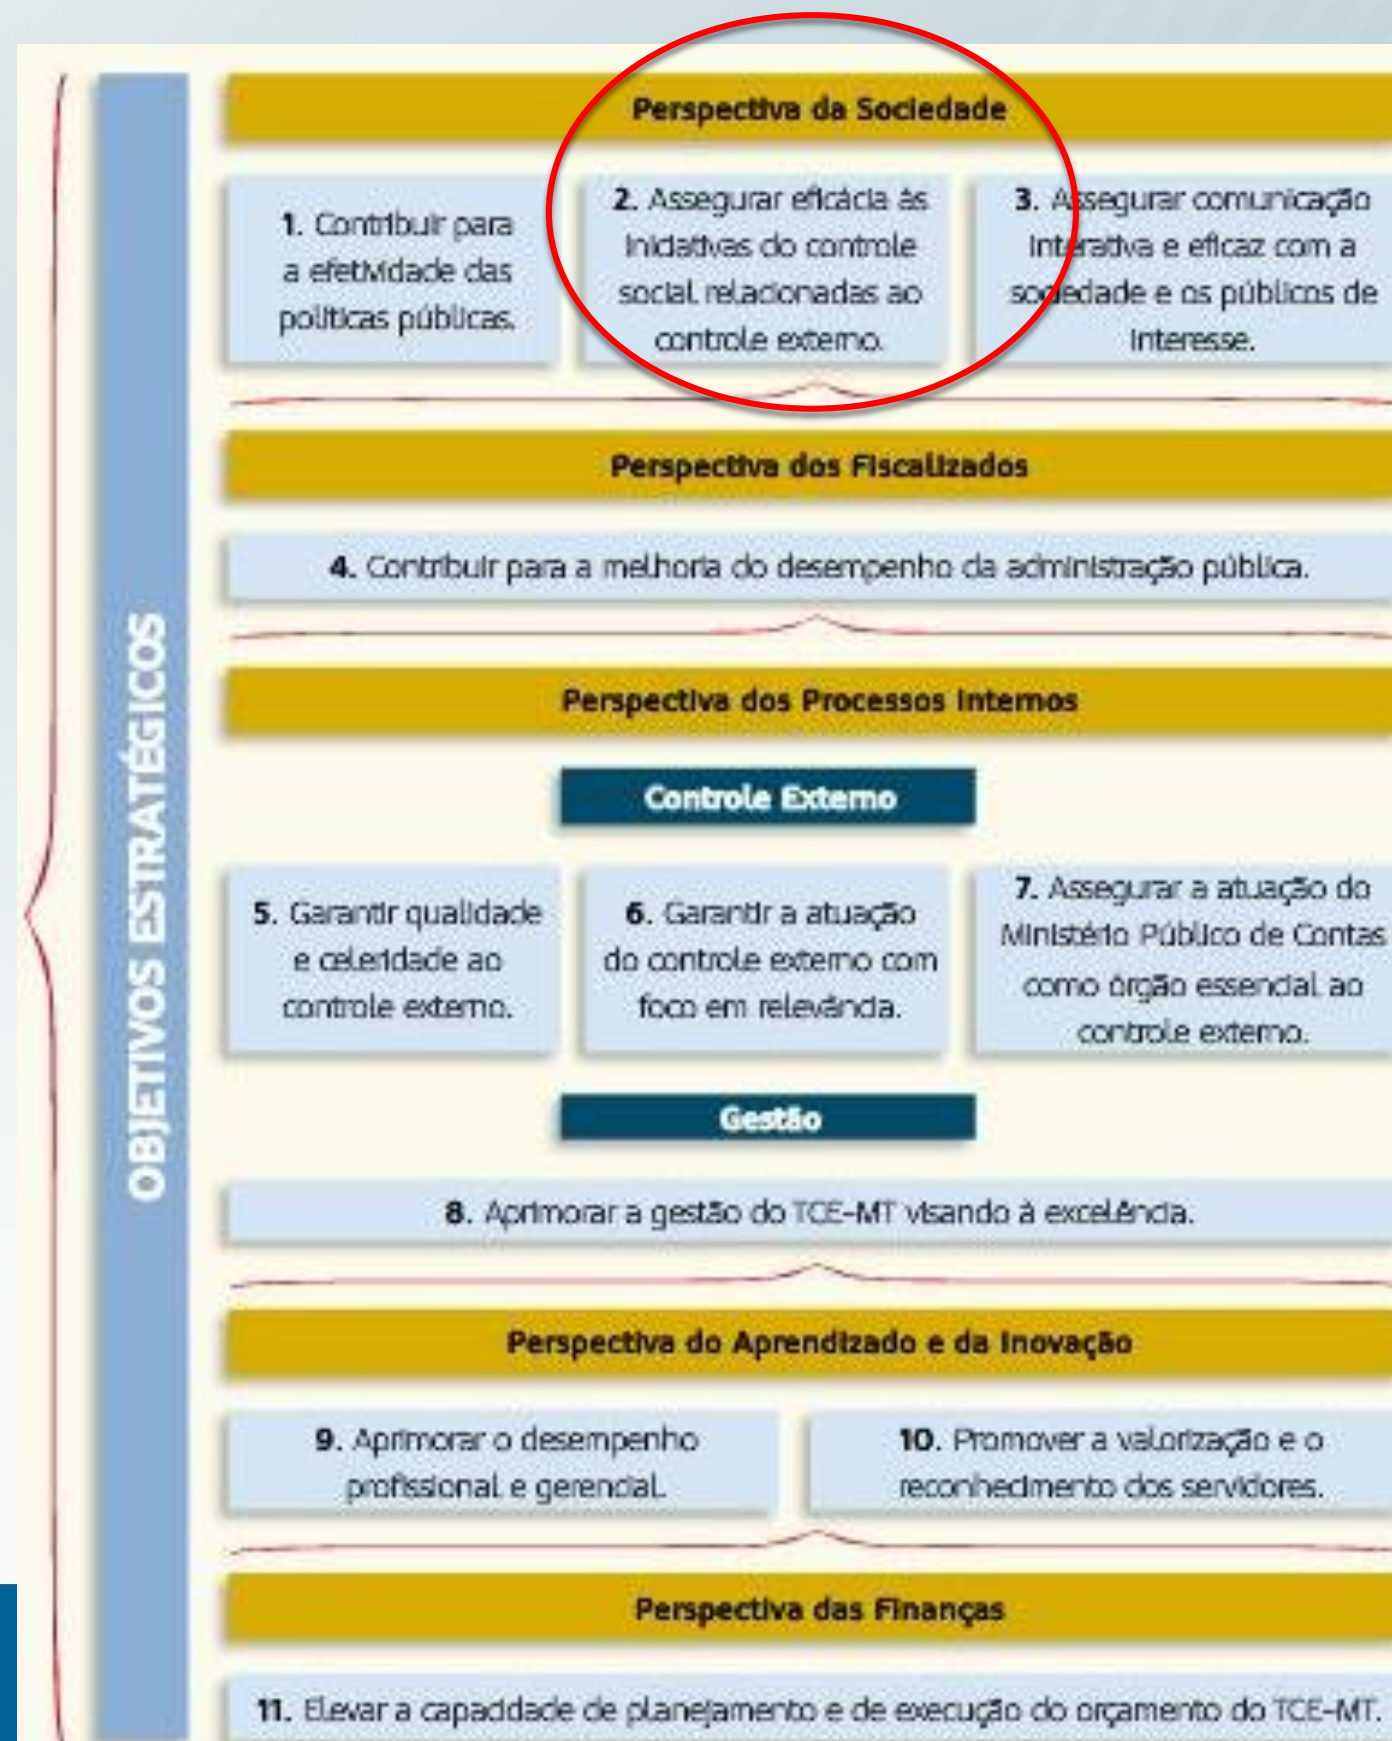 OBJETIVOS ESTRATÉGICOS
Perspectiva da Sociedade
1. Contribuir para
a efetividade das
políticas públicas.
2. Assegurar eficácia às
iniciativas do controle
social relacionadas ao
controle externo.
3. Assegurar comunicação
interativa e eficaz com a
sociedade e os públicos de
interesse.
Perspectiva dos Fiscalizados
4. Contribuir para a melhoria do desempenho da administração pública.
Perspectiva dos Processos Internos
Controle Externo
5. Garantir qualidade
e celeridade ao
controle externo.
6. Garantir a atuação
do controle externo com
foco em relevância.
7. Assegurar a atuação do
Ministério Público de Contas
como órgão essencial ao
controle externo.
Gestão
8. Aprimorar a gestão do TCE-MT visando à excelência.
Perspectiva do Aprendizado e da Inovação
9. Aprimorar o desempenho
profissional e gerencial.
10. Promover a valorização e o
reconhecimento dos servidores.
Perspectiva das Finanças
11. Elevar a capacidade de planejamento e de execução do orçamento do TCE-MT.